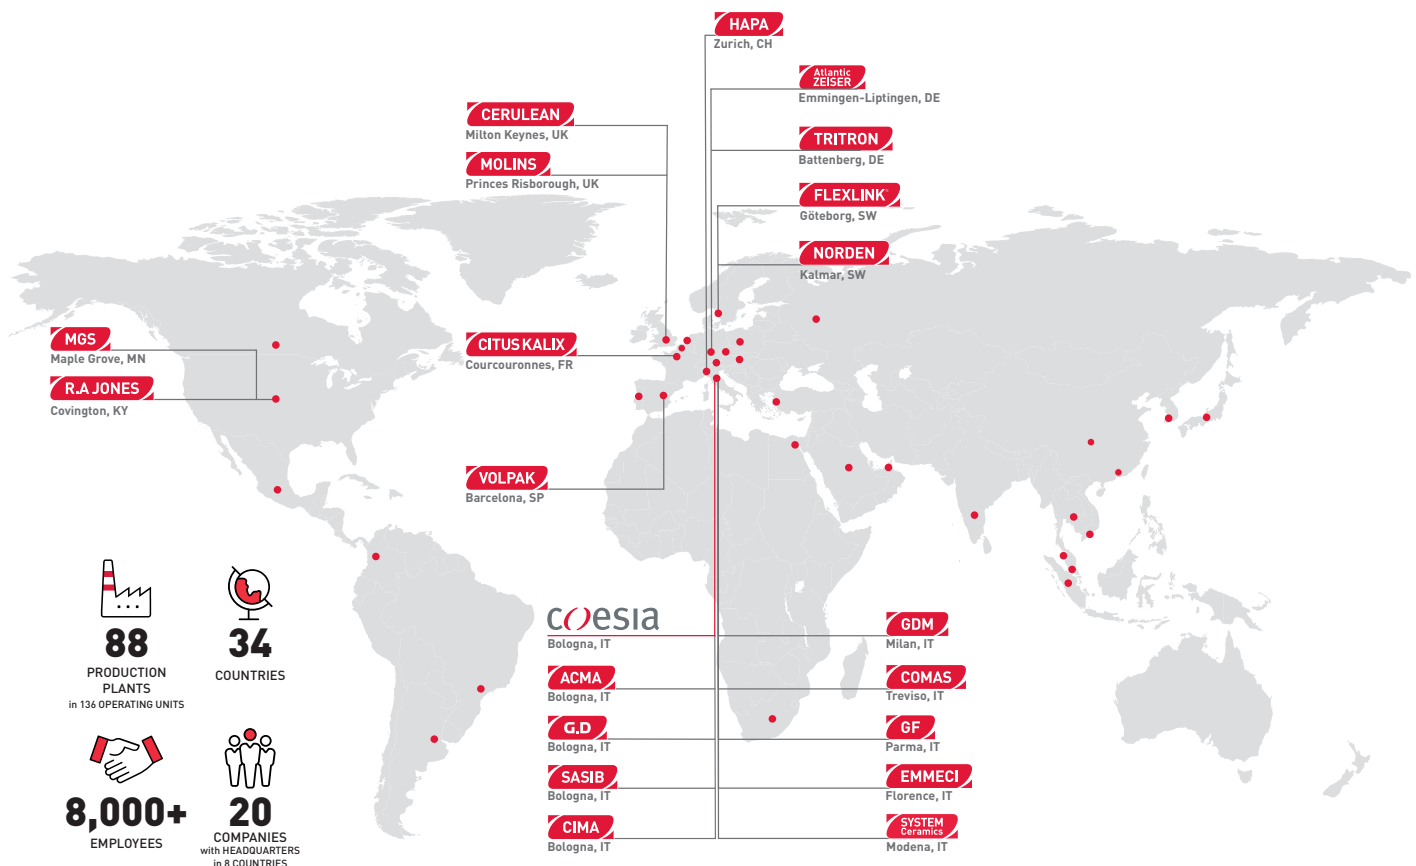 HAPA
Zurich, CH
Atlantic
ZEISER
Emmingen-Liptingen, DE
CERULEAN
Milton Keynes, UK
TRITRON
Battenberg, DE
MOLINS
Princes Risborough, UK
FLEXLINK®
Göteborg, SW
NORDEN
Kalmar, SW
MGS
Maple Grove, MN
CITUS KALIX
Courcouronnes, FR
R.A JONES
Covington, KY
VOLPAK
Barcelona, SP
88
PRODUCTION
PLANTS
in 136 OPERATING UNITS
34
COUNTRIES
8,000+
EMPLOYEES
20
COMPANIES
with HEADQUARTERS
in 8 COUNTRIES
coesia
Bologna, IT
ACMA
Bologna, IT
G.D
Bologna, IT
SASIB
Bologna, IT
CIMA
Bologna, IT
GDM
Milan, IT
COMAS
Treviso, IT
GF
Parma, IT
EMMECI
Florence, IT
SYSTEM
Ceramics
Modena, IT